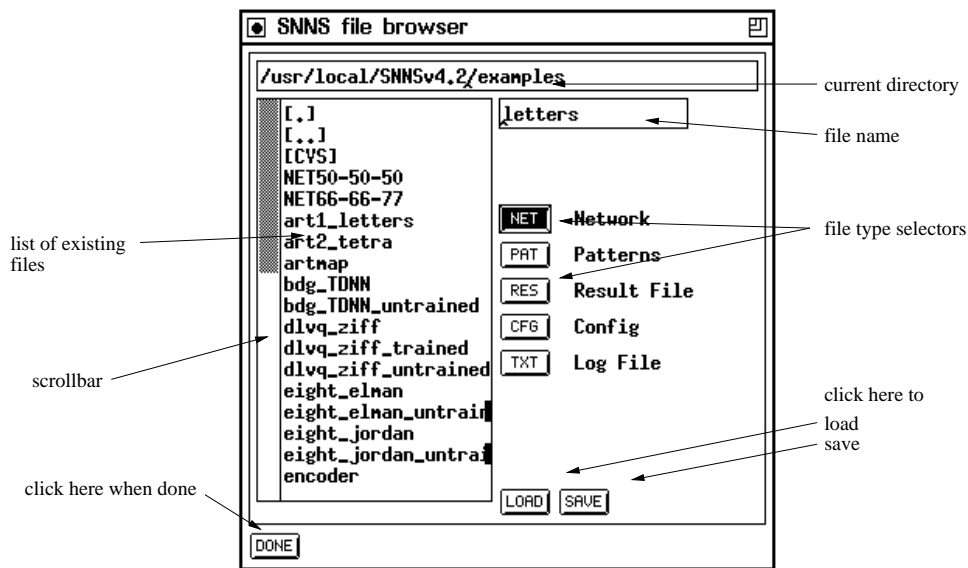 SNNS file browser
/usr/local/SNNSv4.2/examples
current directory
letters
file name
[.]
[..]
[CVS]
NET50-50-50
NET66-66-77
art1_letters
art2_tetra
artmap
bdg_TDNN
bdg_TDNN_untrained
dlvq_ziff
dlvq_ziff_trained
dlvq_ziff_untrained
eight_elman
eight_elman_untrain
eight_jordan
eight_jordan_untrai
encoder
list of existing
files
scrollbar
click here when done
NET Network
PAT Patterns
RES Result File
CFG Config
TXT Log File
file type selectors
click here to
load
save
LOAD SAVE
DONE